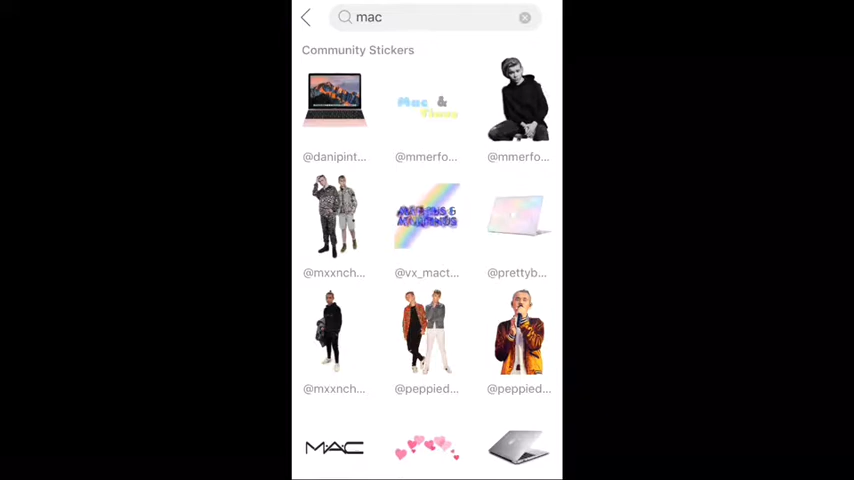 mac
Community Stickers
Mac &
@danipint... @mmerfo... @mmerfo...
@mxxnch... @vx_mact... @prettyb...
@mxxnch... @peppied... @peppied...
MAC